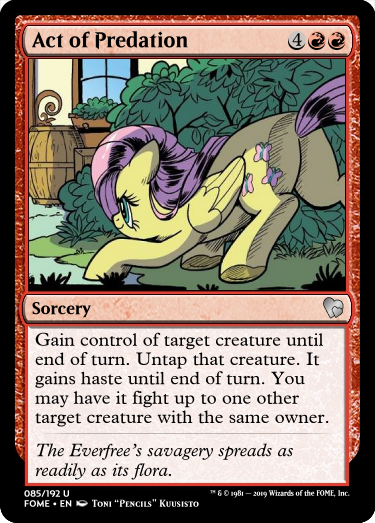 Act of Predation 4
Sorcery
Gain control of target creature until
end of turn. Untap that creature. It
gains haste until end of turn. You
may have it fight up to one other
target creature with the same owner.
The Everfree's savagery spreads as
readily as its flora.
085/192 U ™ & © 1981 — 2019 Wizards of the FOME, Inc.
FOME • EN Toni "Pencils" Kuusisto